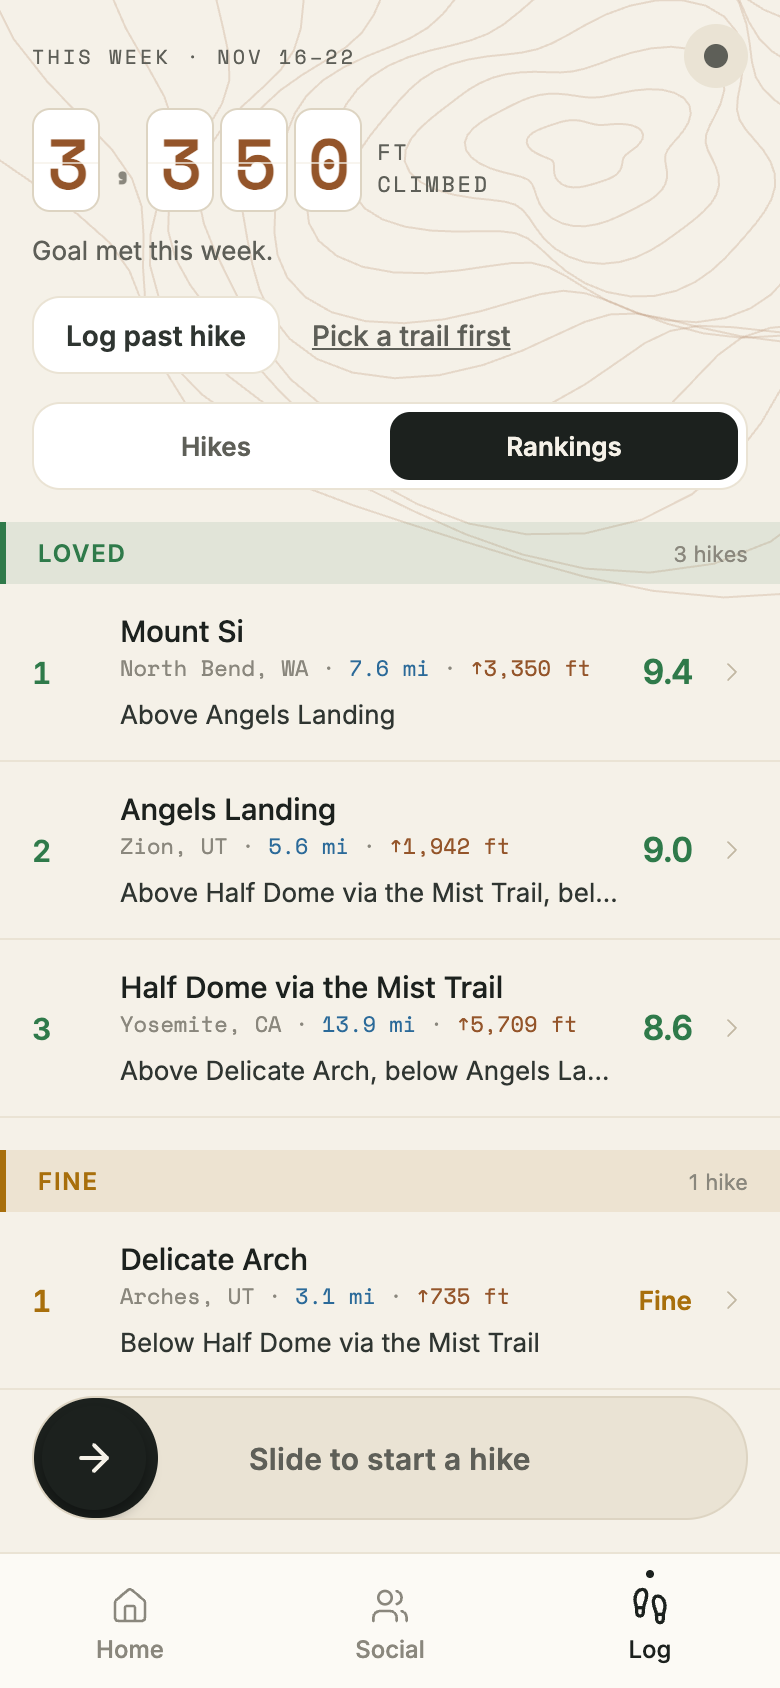 THIS WEEK · NOV 16–22
3,350 FT CLIMBED
Goal met this week.
Log past hike Pick a trail first
Hikes Rankings
LOVED 3 hikes
Mount Si
1 North Bend, WA · 7.6 mi · ↑3,350 ft 9.4
Above Angels Landing
Angels Landing
2 Zion, UT · 5.6 mi · ↑1,942 ft 9.0
Above Half Dome via the Mist Trail, bel...
Half Dome via the Mist Trail
3 Yosemite, CA · 13.9 mi · ↑5,709 ft 8.6
Above Delicate Arch, below Angels La...
FINE 1 hike
Delicate Arch
1 Arches, UT · 3.1 mi · ↑735 ft Fine
Below Half Dome via the Mist Trail
Slide to start a hike
Home Social Log